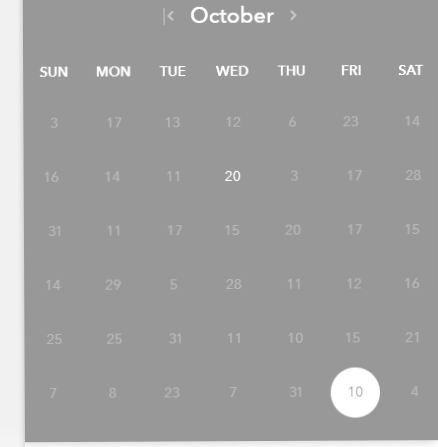 |‹ October ›
SUN MON TUE WED THU FRI SAT
3 17 13 12 6 23 14
16 14 11 20 3 17 28
31 11 17 15 20 17 15
14 29 5 28 11 12 16
25 25 31 11 10 15 21
7 8 23 7 31 10 4